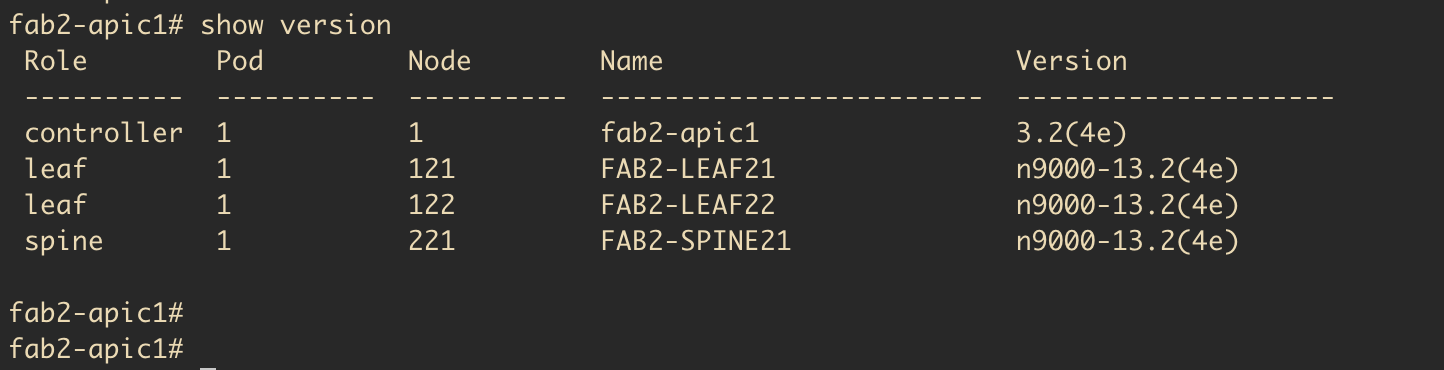 fab2-apic1# show version
Role Pod Node Name Version
---------- ---------- ---------- ------------------------ --------------------
controller 1 1 fab2-apic1 3.2(4e)
leaf 1 121 FAB2-LEAF21 n9000-13.2(4e)
leaf 1 122 FAB2-LEAF22 n9000-13.2(4e)
spine 1 221 FAB2-SPINE21 n9000-13.2(4e)
fab2-apic1#
fab2-apic1#